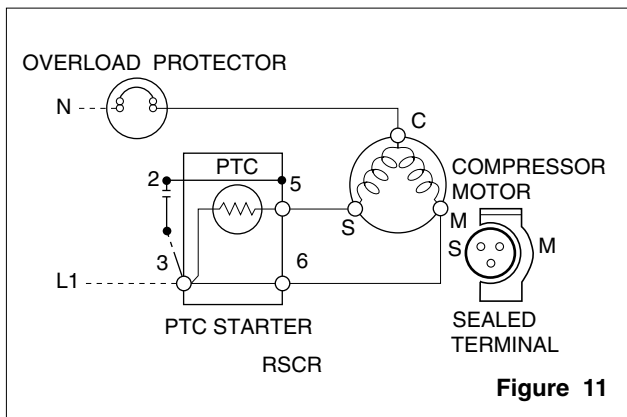 OVERLOAD PROTECTOR
N
C
2
PTC
5
COMPRESSOR
MOTOR
S
M
S
M
3
6
L1
PTC STARTER
SEALED
TERMINAL
RSCR
Figure 11